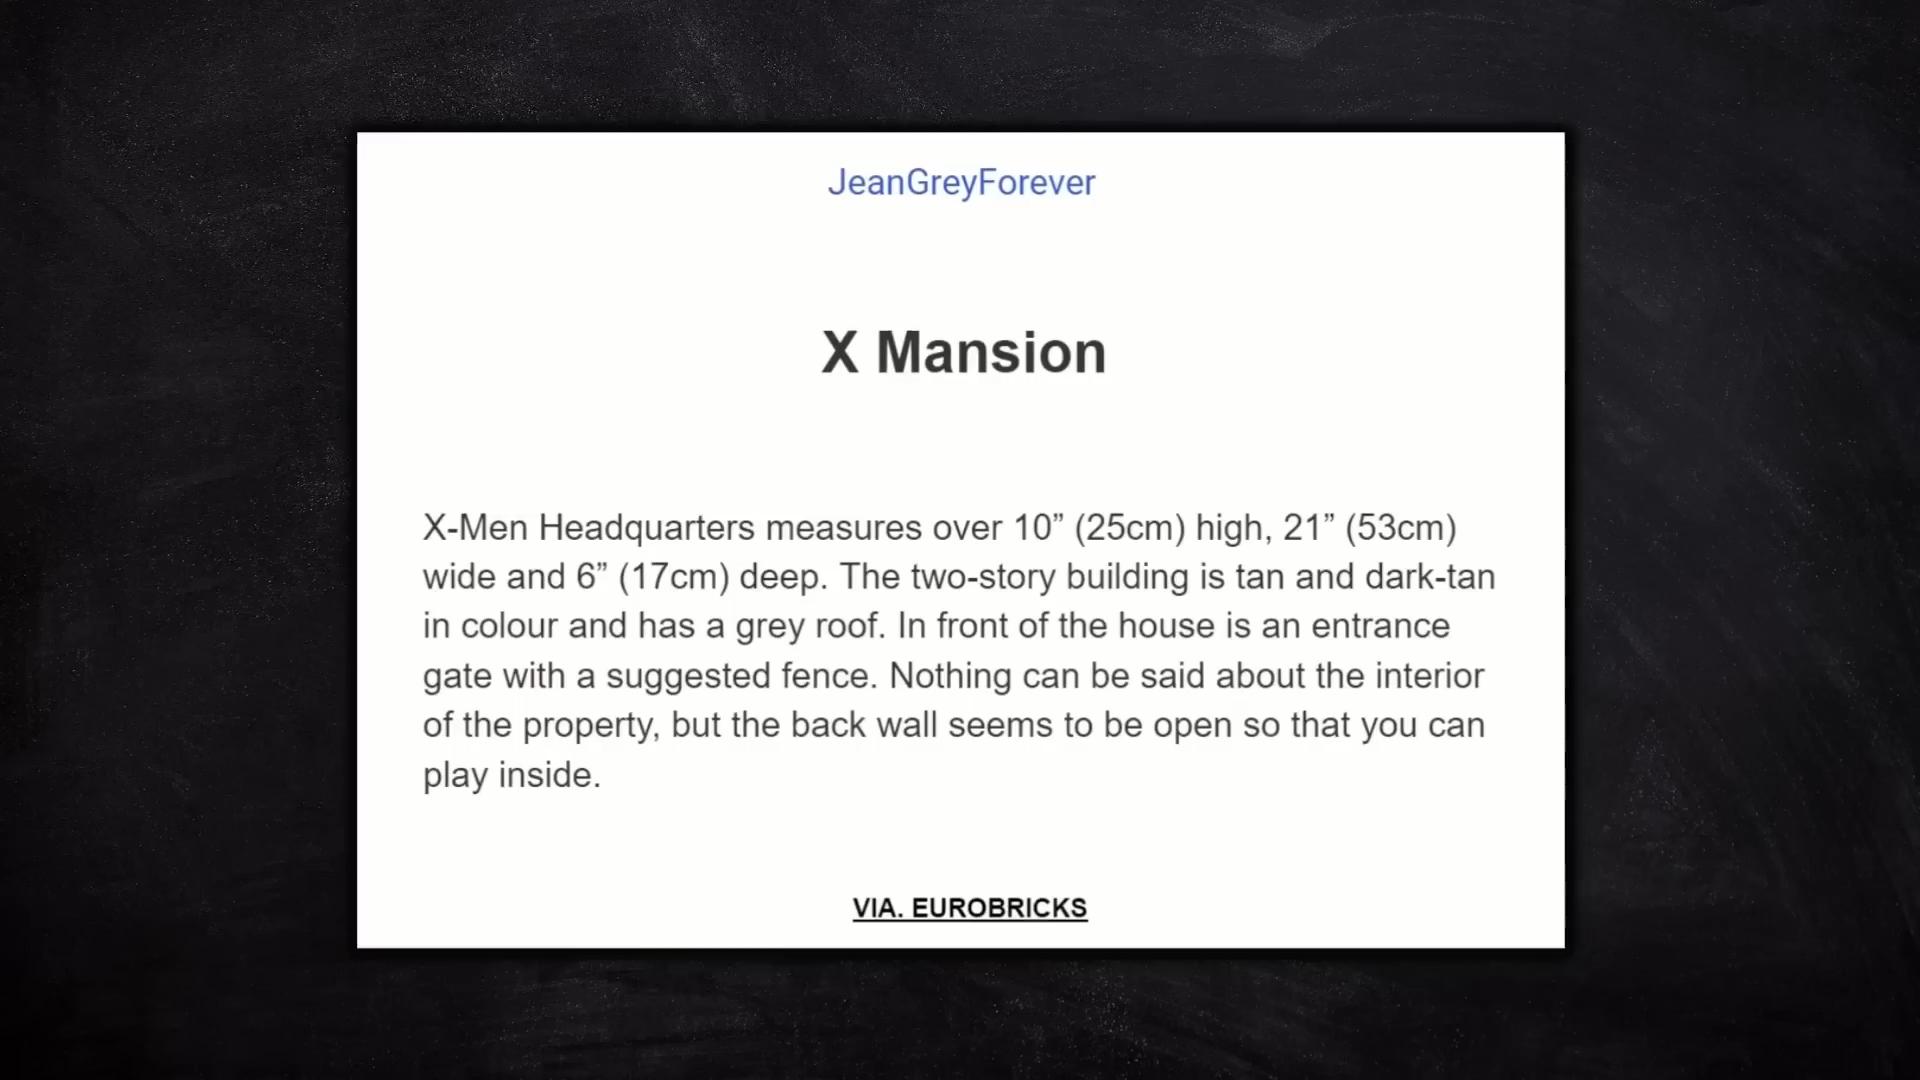 JeanGreyForever
X Mansion
X-Men Headquarters measures over 10” (25cm) high, 21” (53cm)
wide and 6” (17cm) deep. The two-story building is tan and dark-tan
in colour and has a grey roof. In front of the house is an entrance
gate with a suggested fence. Nothing can be said about the interior
of the property, but the back wall seems to be open so that you can
play inside.
VIA. EUROBRICKS